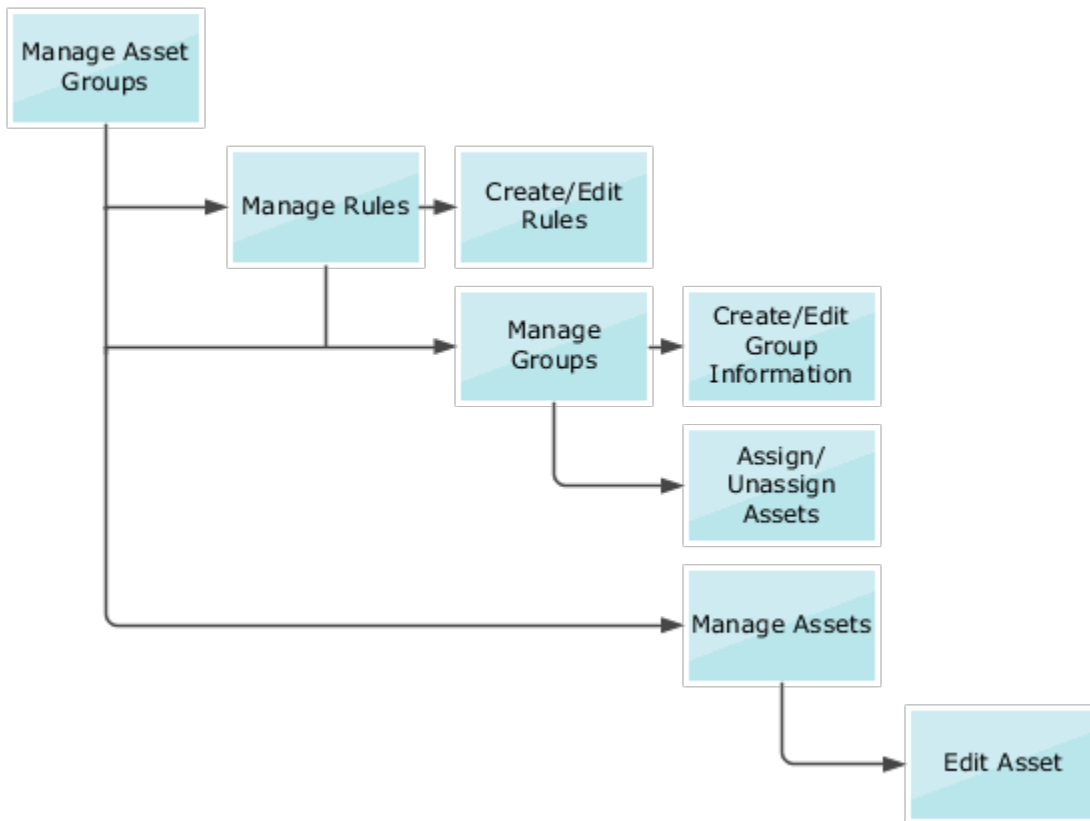 Manage Asset
Groups
Manage Rules
Create/Edit
Rules
Manage
Groups
Create/Edit
Group
Information
Assign/
Unassign
Assets
Manage Assets
Edit Asset